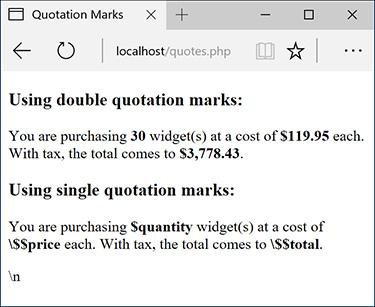 Quotation Marks
localhost/quotes.php
Using double quotation marks:
You are purchasing 30 widget(s) at a cost of $119.95 each.
With tax, the total comes to $3,778.43.
Using single quotation marks:
You are purchasing $quantity widget(s) at a cost of
\$$price each. With tax, the total comes to \$$total.
\n